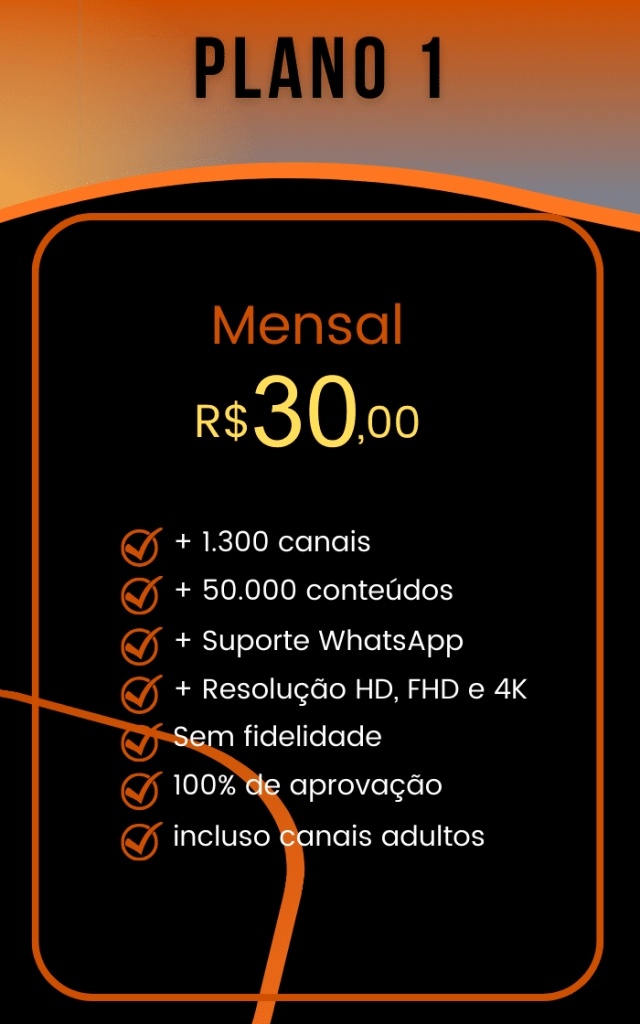 PLANO 1
Mensal
R$30,00
+ 1.300 canais
+ 50.000 conteúdos
+ Suporte WhatsApp
+ Resolução HD, FHD e 4K
Sem fidelidade
100% de aprovação
incluso canais adultos